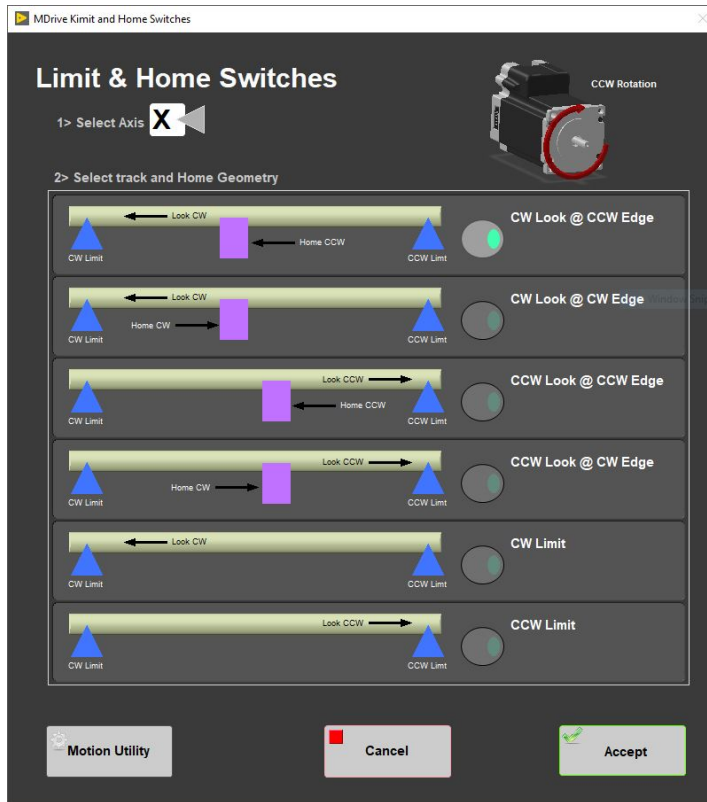 MDrive Kimit and Home Switches
Limit & Home Switches
CCW Rotation
1> Select Axis X
2> Select track and Home Geometry
Look CW
Home CCW
CW Limit
CCW Limt
CW Look @ CCW Edge
Look CW
Home CW
CW Limit
CCW Limt
CW Look @ CW Edge
Look CCW
Home CCW
CW Limit
CCW Limt
CCW Look @ CCW Edge
Look CCW
Home CW
CW Limit
CCW Limt
CCW Look @ CW Edge
Look CW
CW Limit
CCW Limt
CW Limit
Look CCW
CW Limit
CCW Limt
CCW Limit
Motion Utility
Cancel
Accept